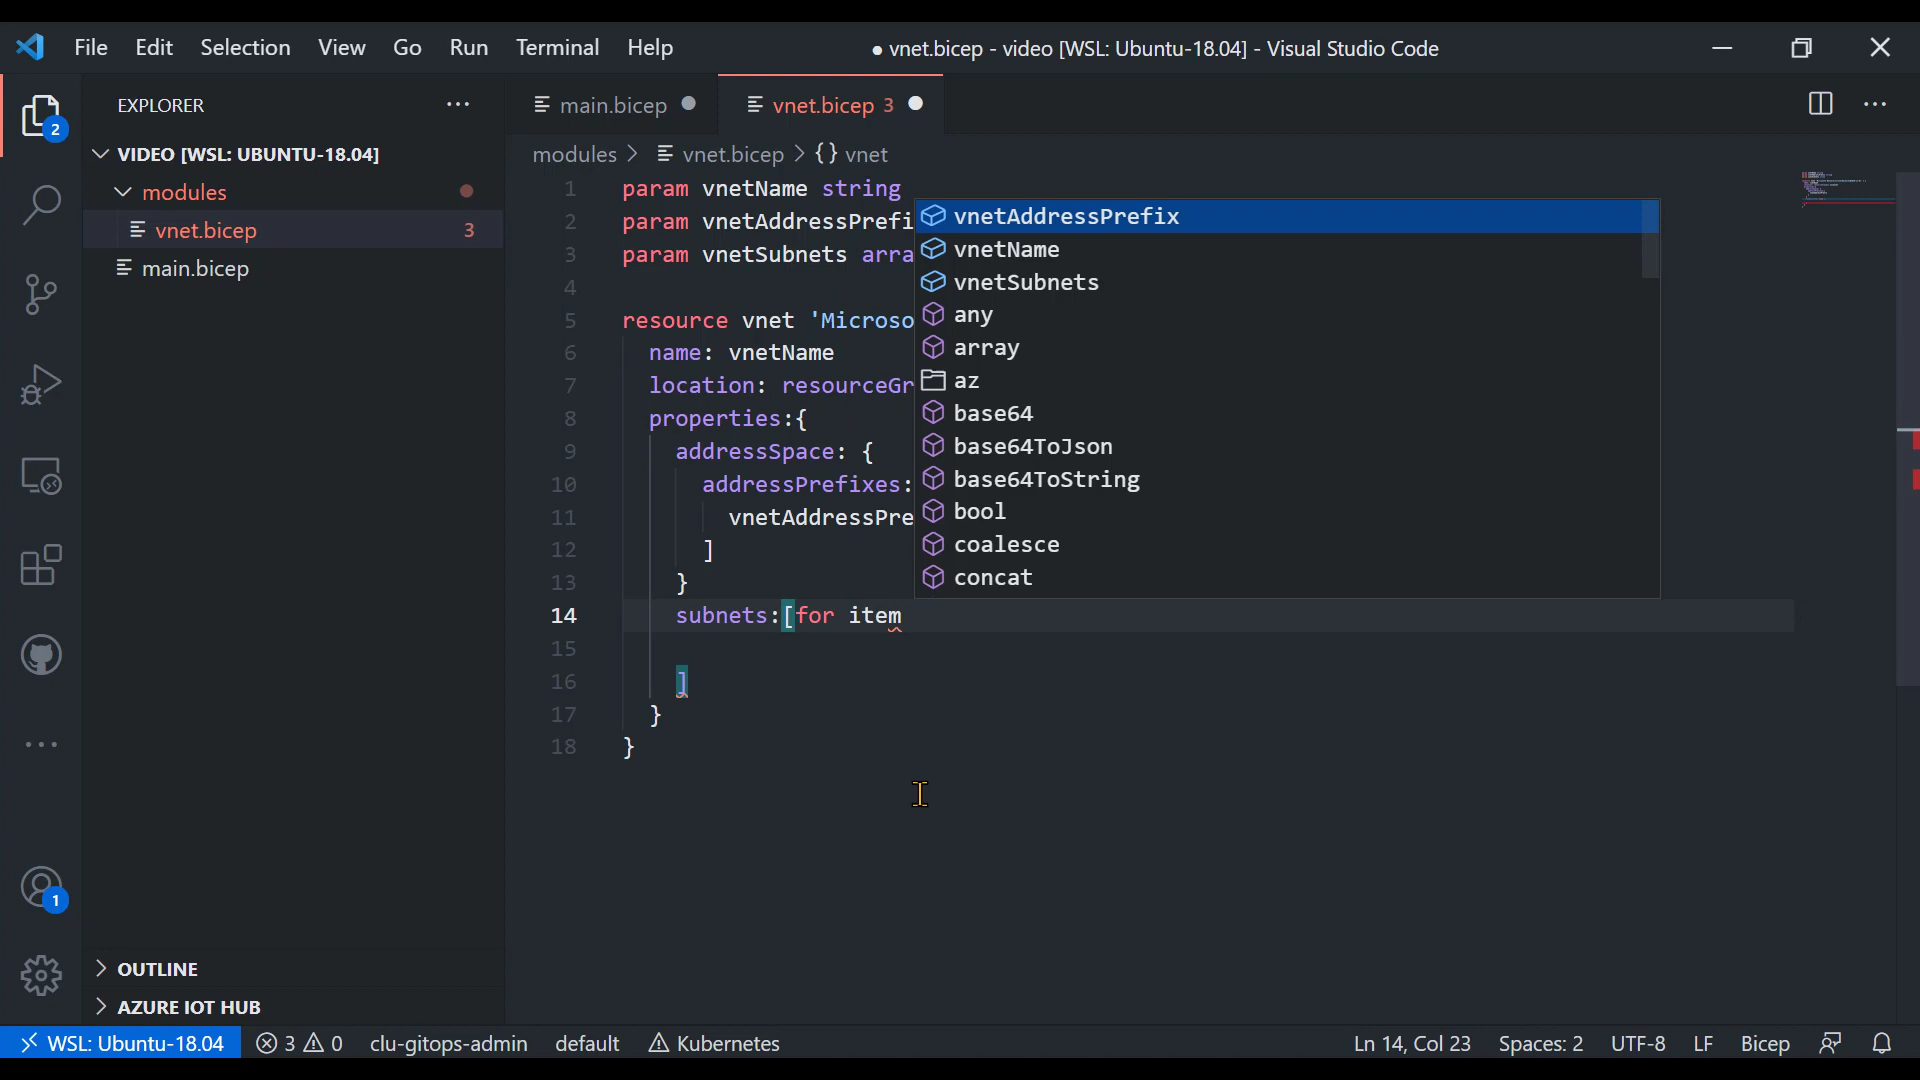 File Edit Selection View Go Run Terminal Help
● vnet.bicep - video [WSL: Ubuntu-18.04] - Visual Studio Code
2
EXPLORER
VIDEO [WSL: UBUNTU-18.04]
modules
vnet.bicep 3
main.bicep
main.bicep
vnet.bicep 3
modules > vnet.bicep > {} vnet
1 param vnetName string
2 param vnetAddressPrefi
3 param vnetSubnets arra
4
5 resource vnet 'Microso
6 name: vnetName
7 location: resourceGr
8 properties:{
9 addressSpace: {
10 addressPrefixes:
11 vnetAddressPre
12 ]
13 }
14 subnets:[for item
15
16 ]
17 }
18 }
vnetAddressPrefix
vnetName
vnetSubnets
any
array
az
base64
base64ToJson
base64ToString
bool
coalesce
concat
1
OUTLINE
AZURE IOT HUB
WSL: Ubuntu-18.04 3 0 clu-gitops-admin default Kubernetes Ln 14, Col 23 Spaces: 2 UTF-8 LF Bicep